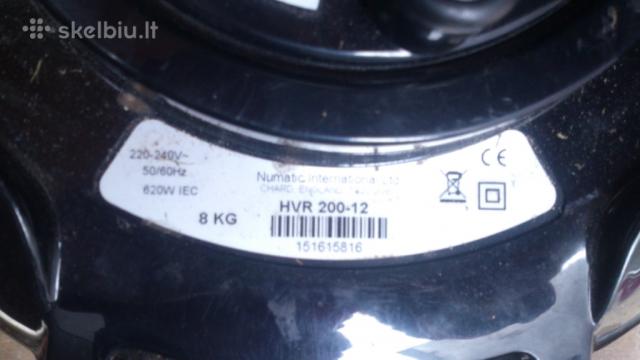 skelbiu.lt
220-240V~
50/60Hz
620W IEC
8 KG
Numatic International Ltd
CHARD, ENGLAND,
HVR 200-12
151615816
CE